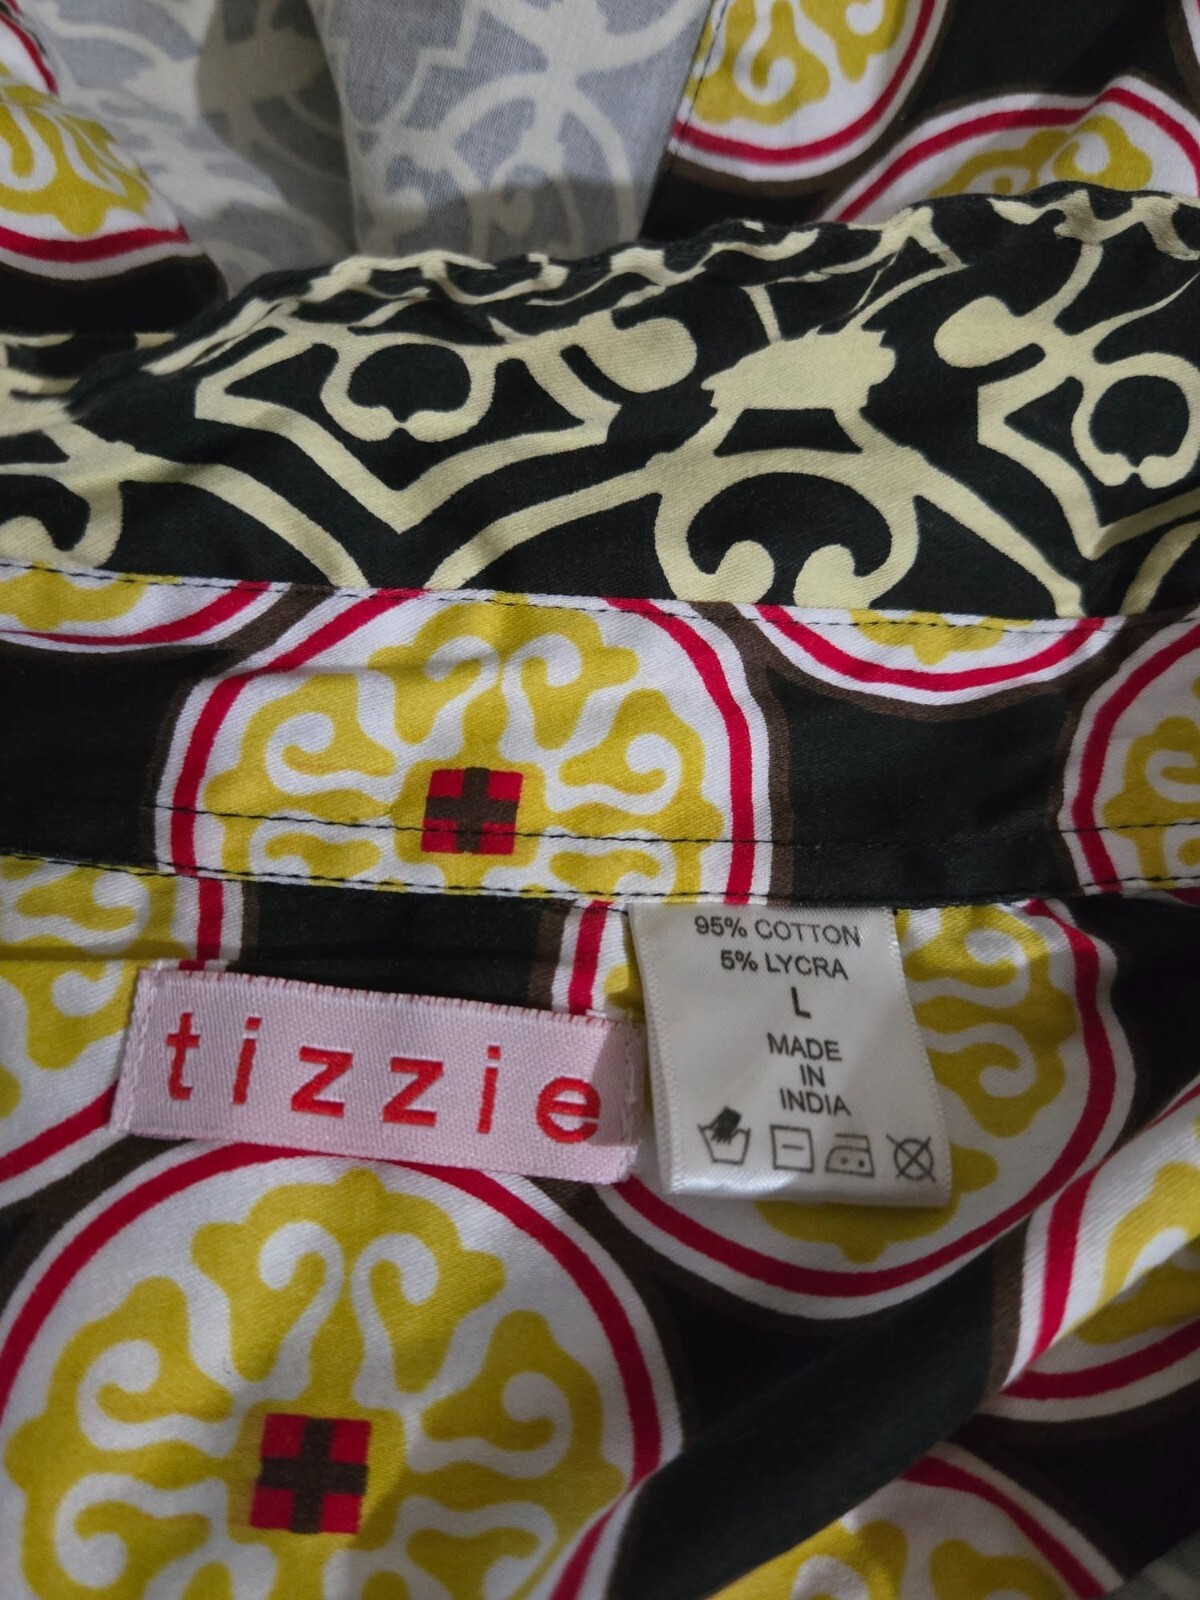 tizzie
95% COTTON
5% LYCRA
L
MADE
IN
INDIA